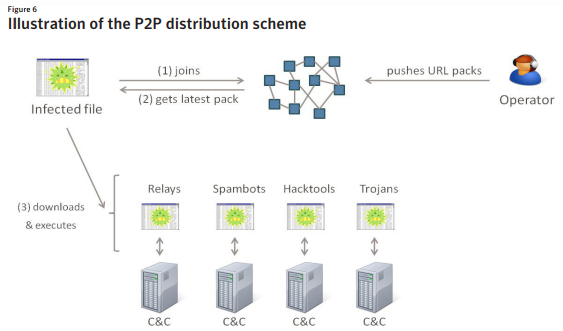 Figure 6
Illustration of the P2P distribution scheme
(1) joins
pushes URL packs
(2) gets latest pack
Infected file
Operator
Relays
Spambots
Hacktools
Trojans
(3) downloads
& executes
C&C
C&C
C&C
C&C